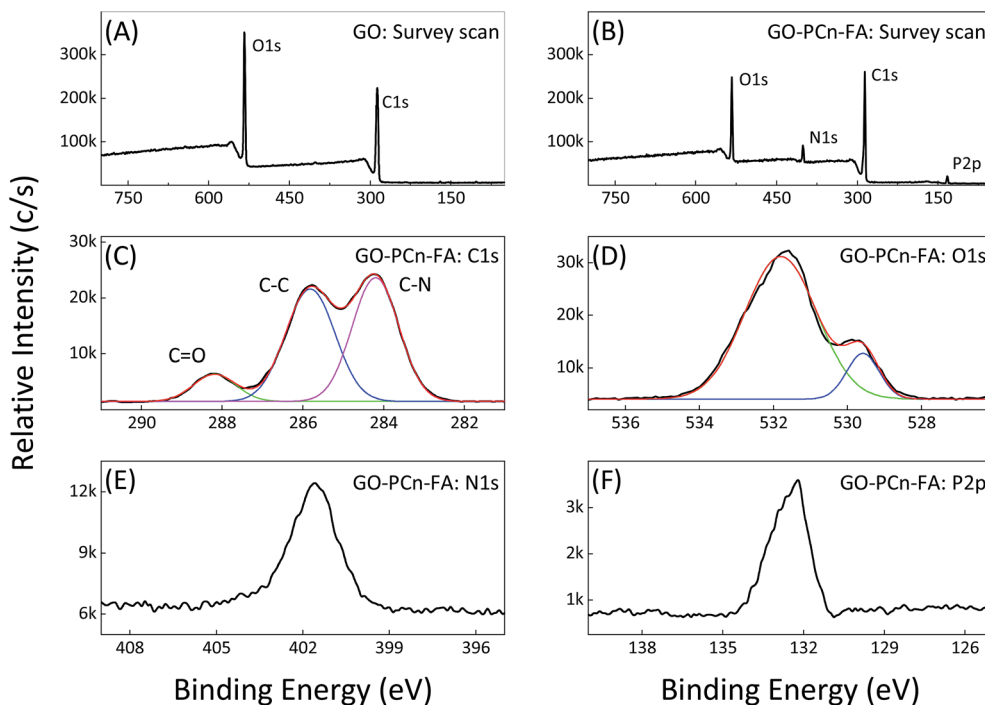 (A)
GO: Survey scan
O1s
C1s
300k
200k
100k
750
600
450
300
150
(B)
GO-PCn-FA: Survey scan
O1s
N1s
C1s
P2p
300k
200k
100k
750
600
450
300
150
(C)
GO-PCn-FA: C1s
C=O
C-C
C-N
30k
20k
10k
290
288
286
284
282
(D)
GO-PCn-FA: O1s
30k
20k
10k
536
534
532
530
528
(E)
GO-PCn-FA: N1s
12k
9k
6k
408
405
402
399
396
(F)
GO-PCn-FA: P2p
3k
2k
1k
138
135
132
129
126
Relative Intensity (c/s)
Binding Energy (eV)
Binding Energy (eV)